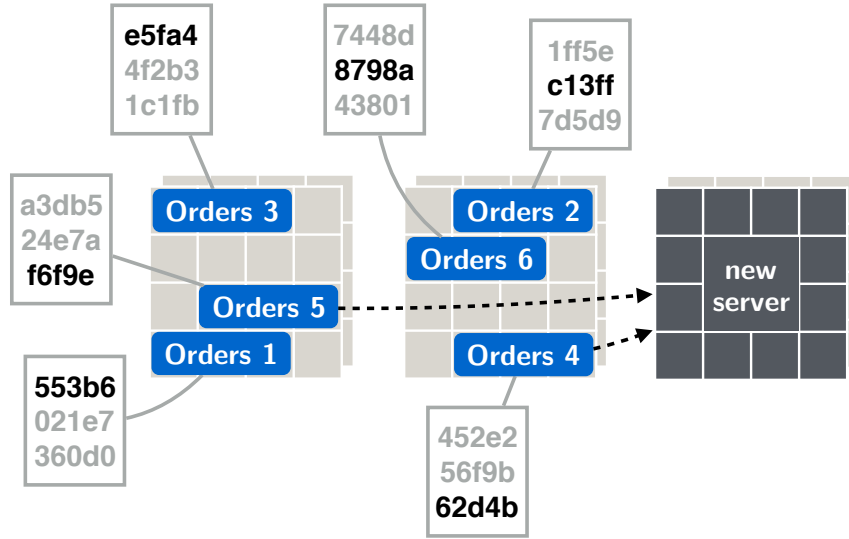 e5fa4
4f2b3
1c1fb
7448d
8798a
43801
1ff5e
c13ff
7d5d9
a3db5
24e7a
f6f9e
Orders 3
Orders 2
Orders 6
new
server
Orders 5
Orders 1
Orders 4
553b6
021e7
360d0
452e2
56f9b
62d4b